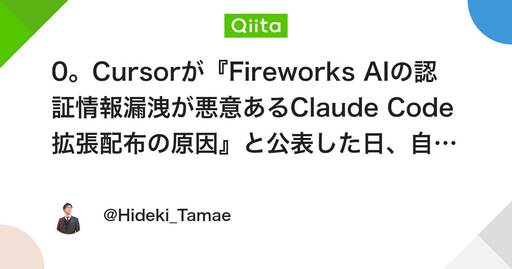 Qiita
0。Cursorが『Fireworks AIの認
証情報漏洩が悪意あるClaude Code
拡張配布の原因』と公表した日、自…
@Hideki_Tamae